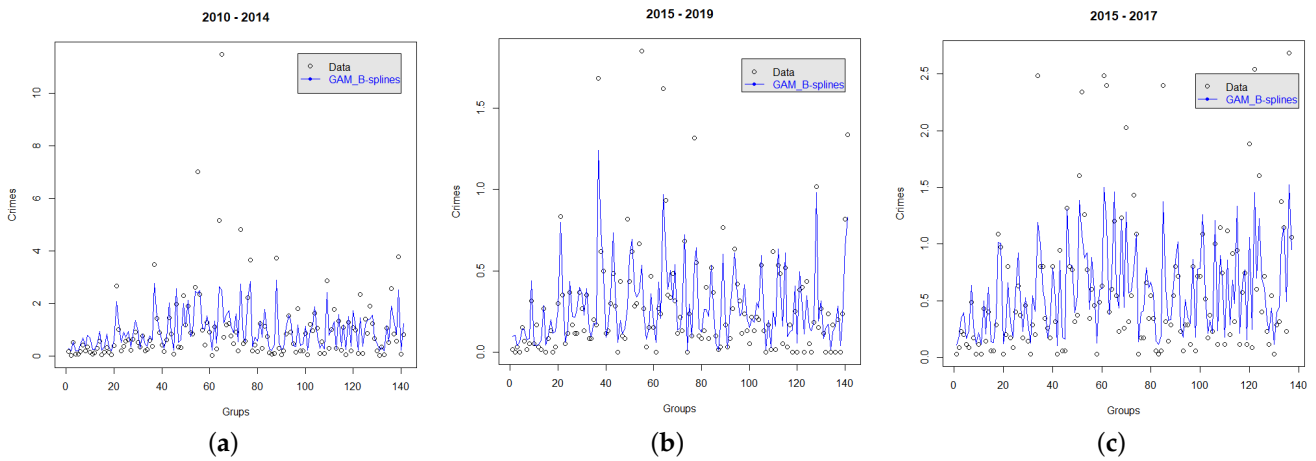 2010 - 2014
Data
GAM_B-splines
10
8
6
4
2
0
Crimes
0 20 40 60 80 100 120 140
Grups
(a)
2015 - 2019
Data
GAM_B-splines
1.5
1.0
0.5
0.0
Crimes
0 20 40 60 80 100 120 140
Groups
(b)
2015 - 2017
Data
GAM_B-splines
2.5
2.0
1.5
1.0
0.5
0.0
Crimes
0 20 40 60 80 100 120 140
Groups
(c)